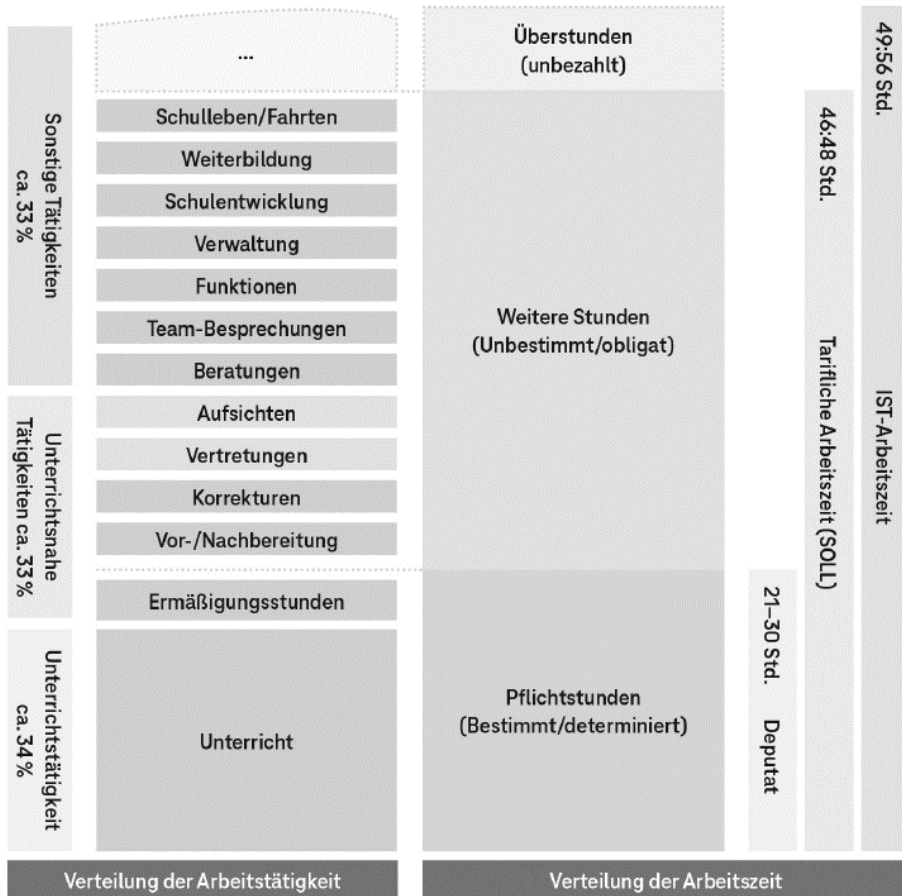 Sonstige Tätigkeiten
ca. 33 %
Unterrichtsnahe
Tätigkeiten ca. 33 %
Unterrichtstätigkeit
ca. 34 %
...
Schulleben/Fahrten
Weiterbildung
Schulentwicklung
Verwaltung
Funktionen
Team-Besprechungen
Beratungen
Aufsichten
Vertretungen
Korrekturen
Vor-/Nachbereitung
Ermäßigungsstunden
Unterricht
Überstunden
(unbezahlt)
Weitere Stunden
(Unbestimmt/obligat)
Pflichtstunden
(Bestimmt/determiniert)
21–30 Std. Deputat
46:48 Std. Tarifliche Arbeitszeit (SOLL)
49:56 Std. IST-Arbeitszeit
Verteilung der Arbeitstätigkeit
Verteilung der Arbeitszeit